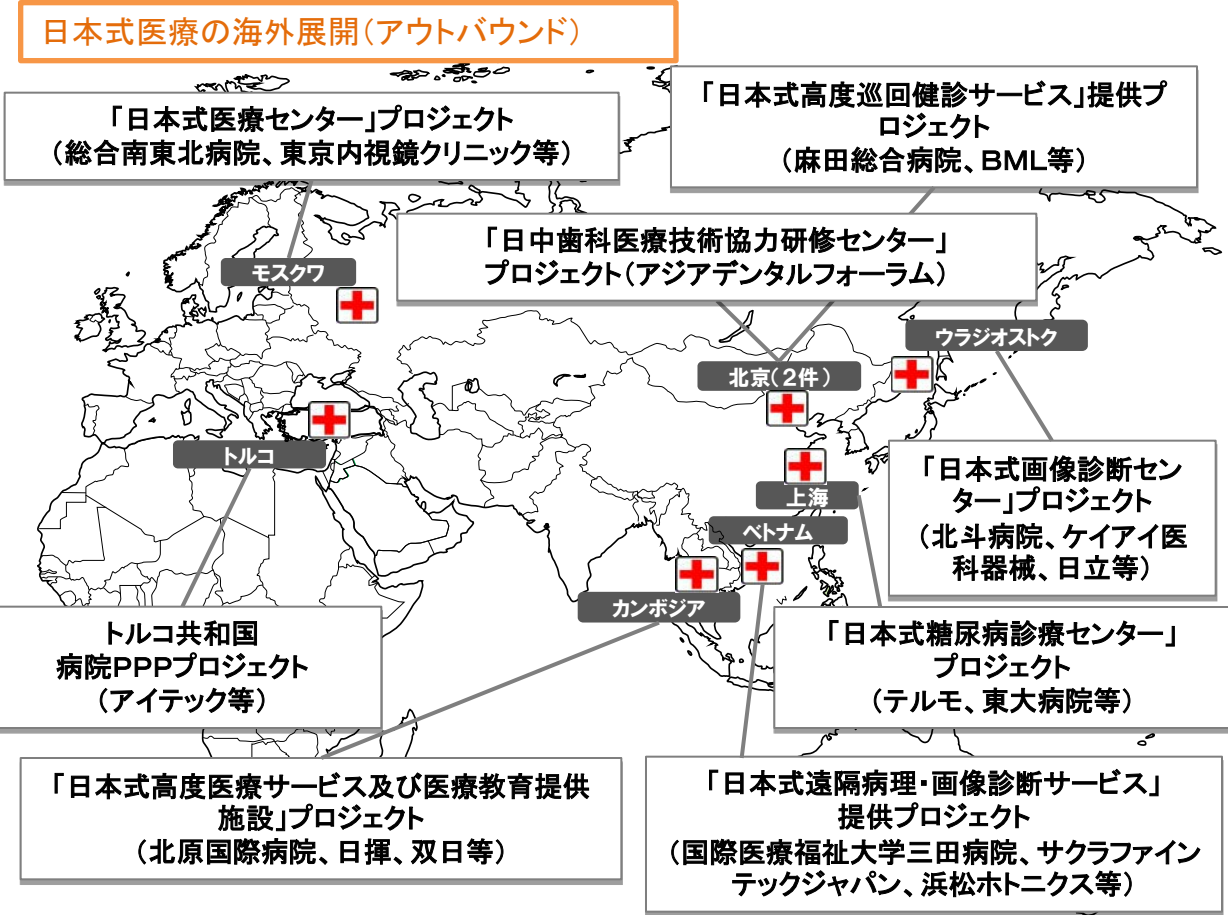 日本式医療の海外展開(アウトバウンド)
「日本式医療センター」プロジェクト
(総合南東北病院、東京内視鏡クリニック等)
「日本式高度巡回健診サービス」提供プ
ロジェクト
(麻田総合病院、BML等)
「日中歯科医療技術協力研修センター」
プロジェクト(アジアデンタルフォーラム)
モスクワ
ウラジオストク
北京(2件)
トルコ
上海
ベトナム
カンボジア
「日本式画像診断セン
ター」プロジェクト
(北斗病院、ケイアイ医
科器械、日立等)
トルコ共和国
病院PPPプロジェクト
(アイテック等)
「日本式糖尿病診療センター」
プロジェクト
(テルモ、東大病院等)
「日本式高度医療サービス及び医療教育提供
施設」プロジェクト
(北原国際病院、日揮、双日等)
「日本式遠隔病理・画像診断サービス」
提供プロジェクト
(国際医療福祉大学三田病院、サクラファイン
テックジャパン、浜松ホトニクス等)